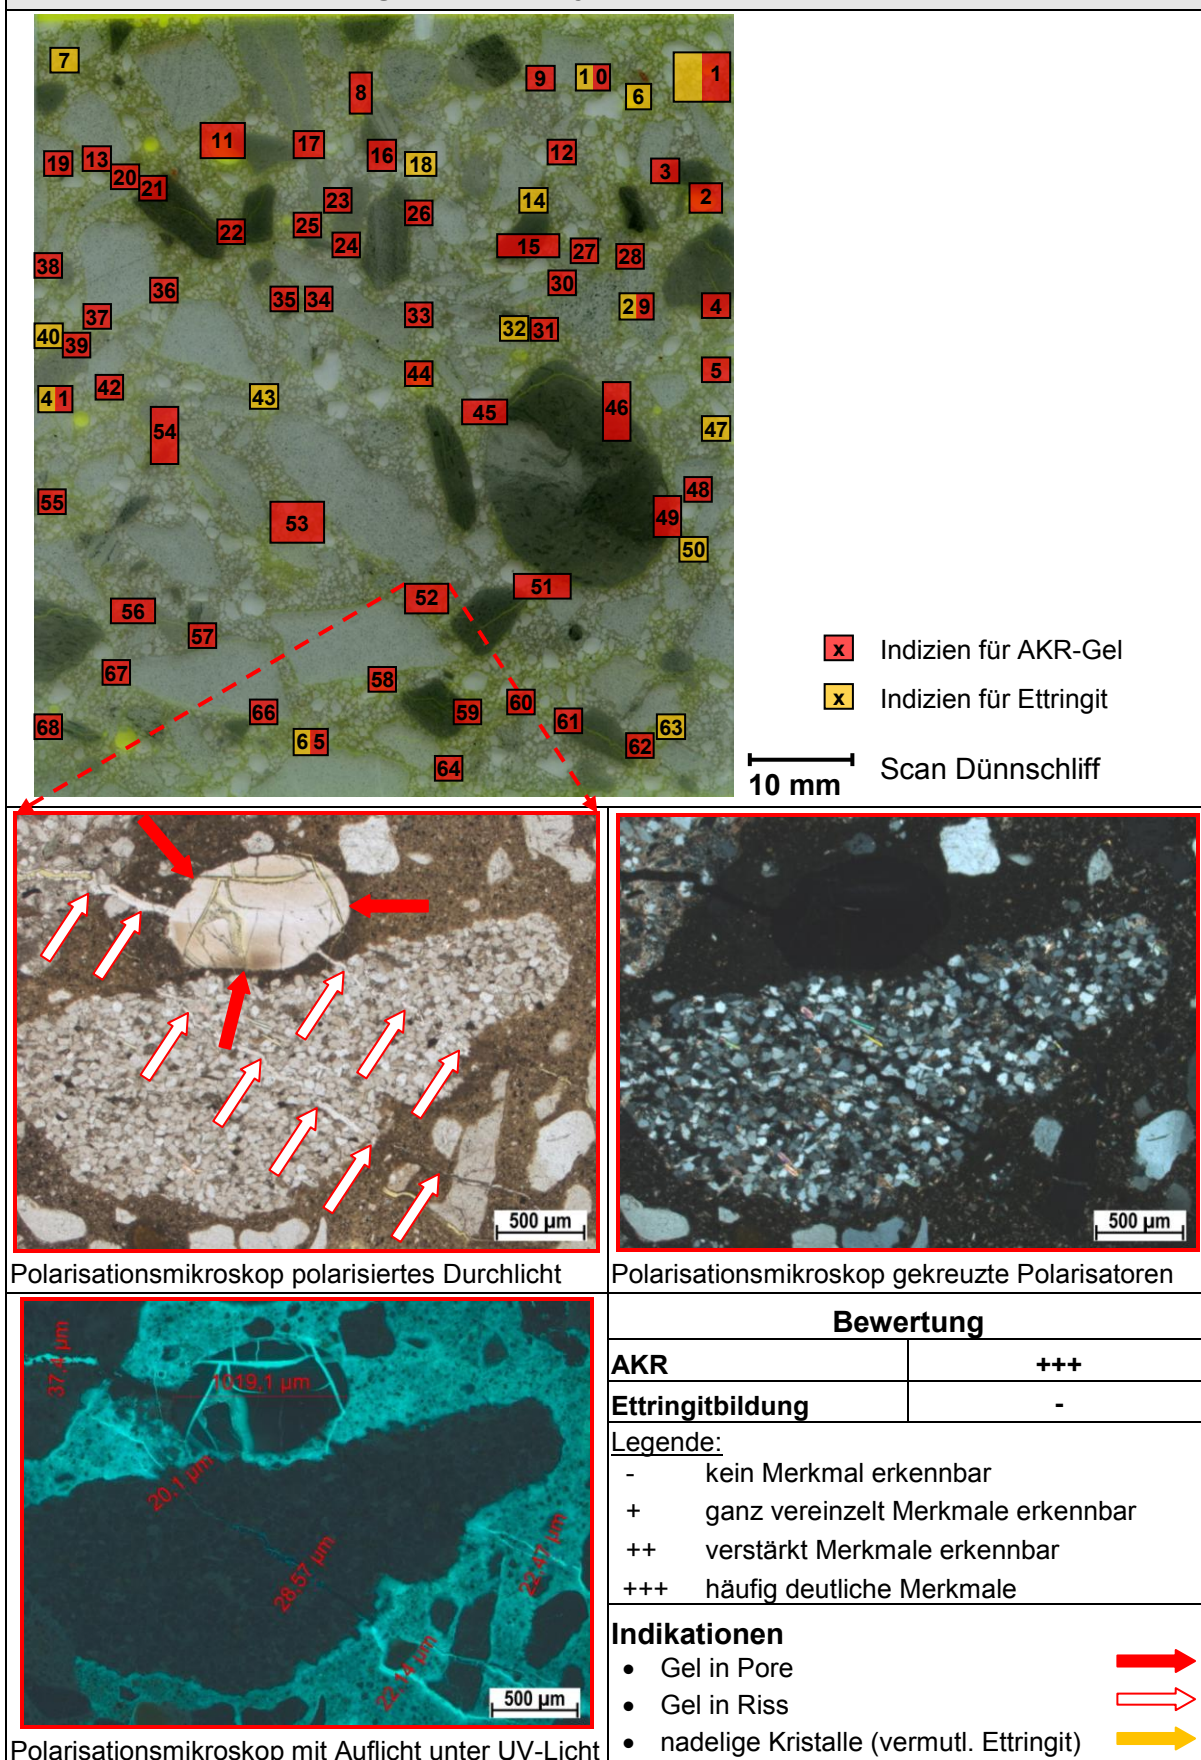 7
9
1 0
1
8
6
11
17
16
12
19
13
18
3
20
21
2
23
14
26
25
22
24
15
27
28
38
30
36
35
34
2 9
4
37
33
40
32
31
39
44
5
42
4 1
43
45
46
54
47
48
55
53
49
50
51
52
56
57
67
58
60
66
59
61
63
68
6 5
62
64
x Indizien für AKR-Gel
x Indizien für Ettringit
10 mm
Scan Dünnschliff
500 µm
500 µm
Polarisationsmikroskop polarisiertes Durchlicht
Polarisationsmikroskop gekreuzte Polarisatoren
37,4 µm
1019,1 µm
20,1 µm
28,57 µm
22,47 µm
22,14 µm
500 µm
Polarisationsmikroskop mit Auflicht unter UV-Licht
Bewertung
AKR +++
Ettringitbildung -
Legende:
- kein Merkmal erkennbar
+ ganz vereinzelt Merkmale erkennbar
++ verstärkt Merkmale erkennbar
+++ häufig deutliche Merkmale
Indikationen
• Gel in Pore
• Gel in Riss
• nadelige Kristalle (vermutl. Ettringit)